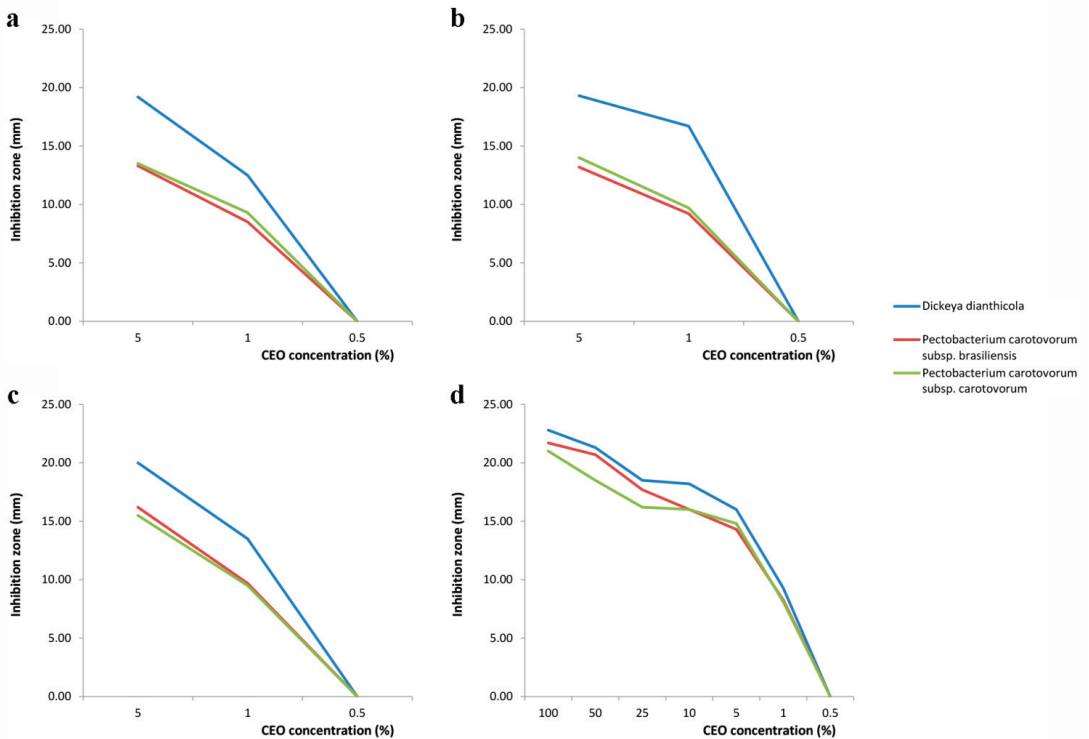 a
25.00
20.00
15.00
10.00
5.00
0.00
Inhibition zone (mm)
5 1 0.5
CEO concentration (%)
b
25.00
20.00
15.00
10.00
5.00
0.00
Inhibition zone (mm)
5 1 0.5
CEO concentration (%)
Dickeya dianthicola
Pectobacterium carotovorum
subsp. brasiliensis
Pectobacterium carotovorum
subsp. carotovorum
c
25.00
20.00
15.00
10.00
5.00
0.00
Inhibition zone (mm)
5 1 0.5
CEO concentration (%)
d
25.00
20.00
15.00
10.00
5.00
0.00
Inhibition zone (mm)
100 50 25 10 5 1 0.5
CEO concentration (%)